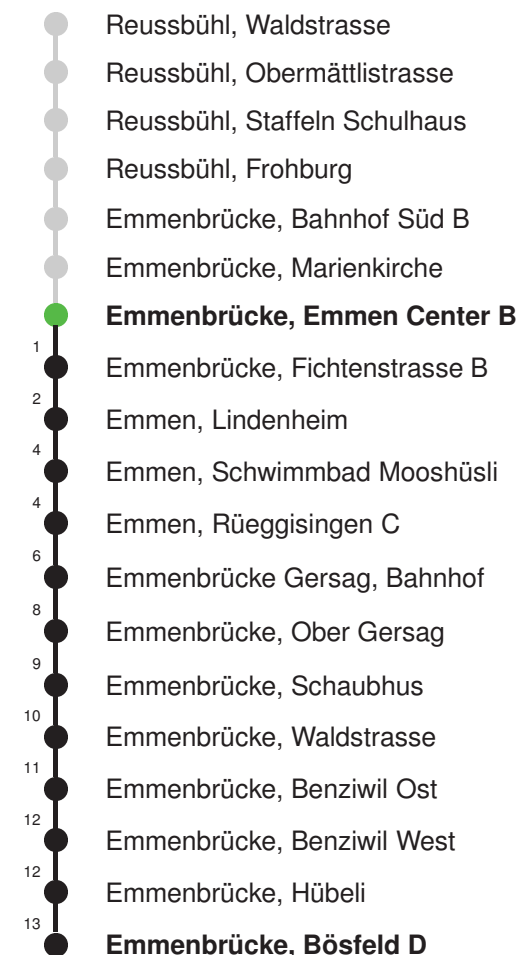 Reussbühl, Waldstrasse
Reussbühl, Obermättlistrasse
Reussbühl, Staffeln Schulhaus
Reussbühl, Frohburg
Emmenbrücke, Bahnhof Süd B
Emmenbrücke, Marienkirche
Emmenbrücke, Emmen Center B
1 Emmenbrücke, Fichtenstrasse B
2 Emmen, Lindenheim
4 Emmen, Schwimmbad Mooshüsli
4 Emmen, Rüeggisingen C
6 Emmenbrücke Gersag, Bahnhof
8 Emmenbrücke, Ober Gersag
9 Emmenbrücke, Schaubhus
10 Emmenbrücke, Waldstrasse
11 Emmenbrücke, Benziwil Ost
12 Emmenbrücke, Benziwil West
12 Emmenbrücke, Hübeli
13 Emmenbrücke, Bösfeld D